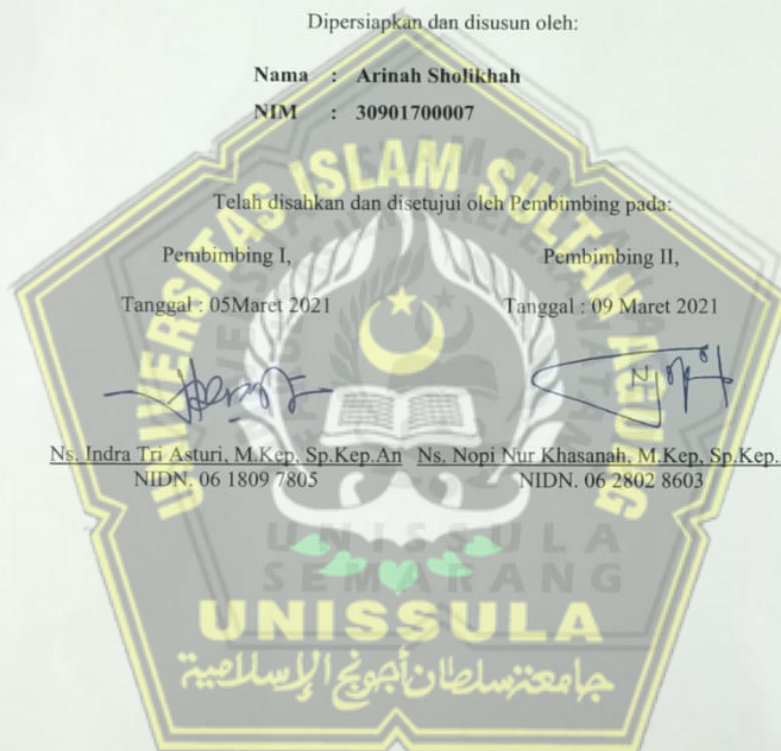 Dipersiapkan dan disusun oleh:
Nama : Arinah Sholikhah
NIM : 30901700007
Telah disahkan dan disetujui oleh Pembimbing pada:
Pembimbing I, Pembimbing II,
Tanggal : 05Maret 2021 Tanggal : 09 Maret 2021
Ns. Indra Tri Asturi, M.Kep, Sp.Kep.An Ns. Nopi Nur Khasanah, M.Kep, Sp.Kep.
NIDN. 06 1809 7805 NIDN. 06 2802 8603
UNIVERSITAS ISLAM SULTAN AGUNG
UNISSULA
SEMARANG
UNISSULA
جامعة سلطان أجونج الإسلامية